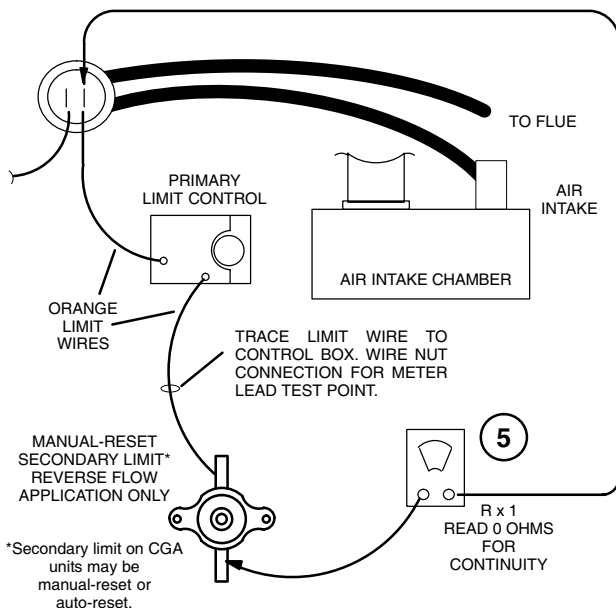 TO FLUE
PRIMARY
LIMIT CONTROL
AIR
INTAKE
AIR INTAKE CHAMBER
ORANGE
LIMIT
WIRES
TRACE LIMIT WIRE TO
CONTROL BOX. WIRE NUT
CONNECTION FOR METER
LEAD TEST POINT.
MANUAL-RESET
SECONDARY LIMIT*
REVERSE FLOW
APPLICATION ONLY
5
R x 1
READ 0 OHMS
FOR
CONTINUITY
*Secondary limit on CGA
units may be
manual-reset or
auto-reset.